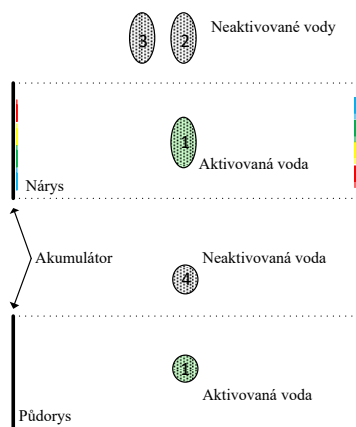 3
2
Neaktivované vody
1
Aktivovaná voda
Nárys
Akumulátor
Neaktivovaná voda
4
1
Aktivovaná voda
Půdorys